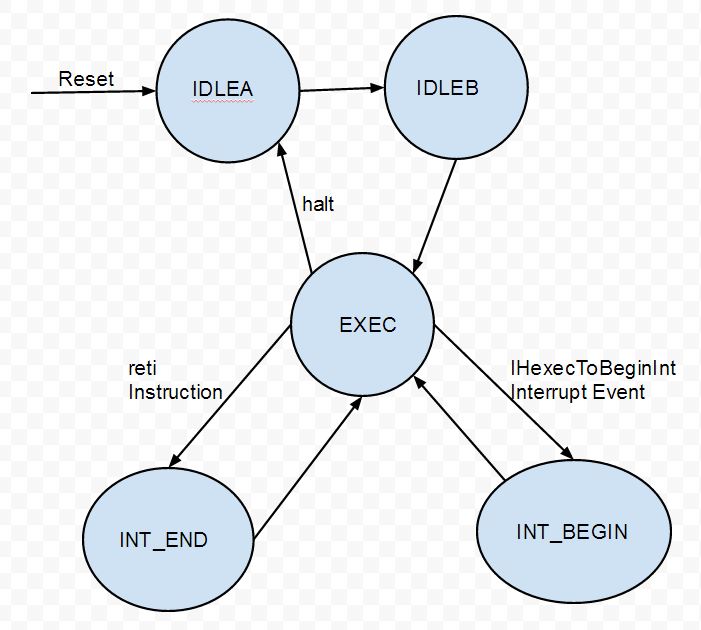 Reset
IDLEA
IDLEB
halt
EXEC
reti
Instruction
IHexecToBeginInt
Interrupt Event
INT_END
INT_BEGIN